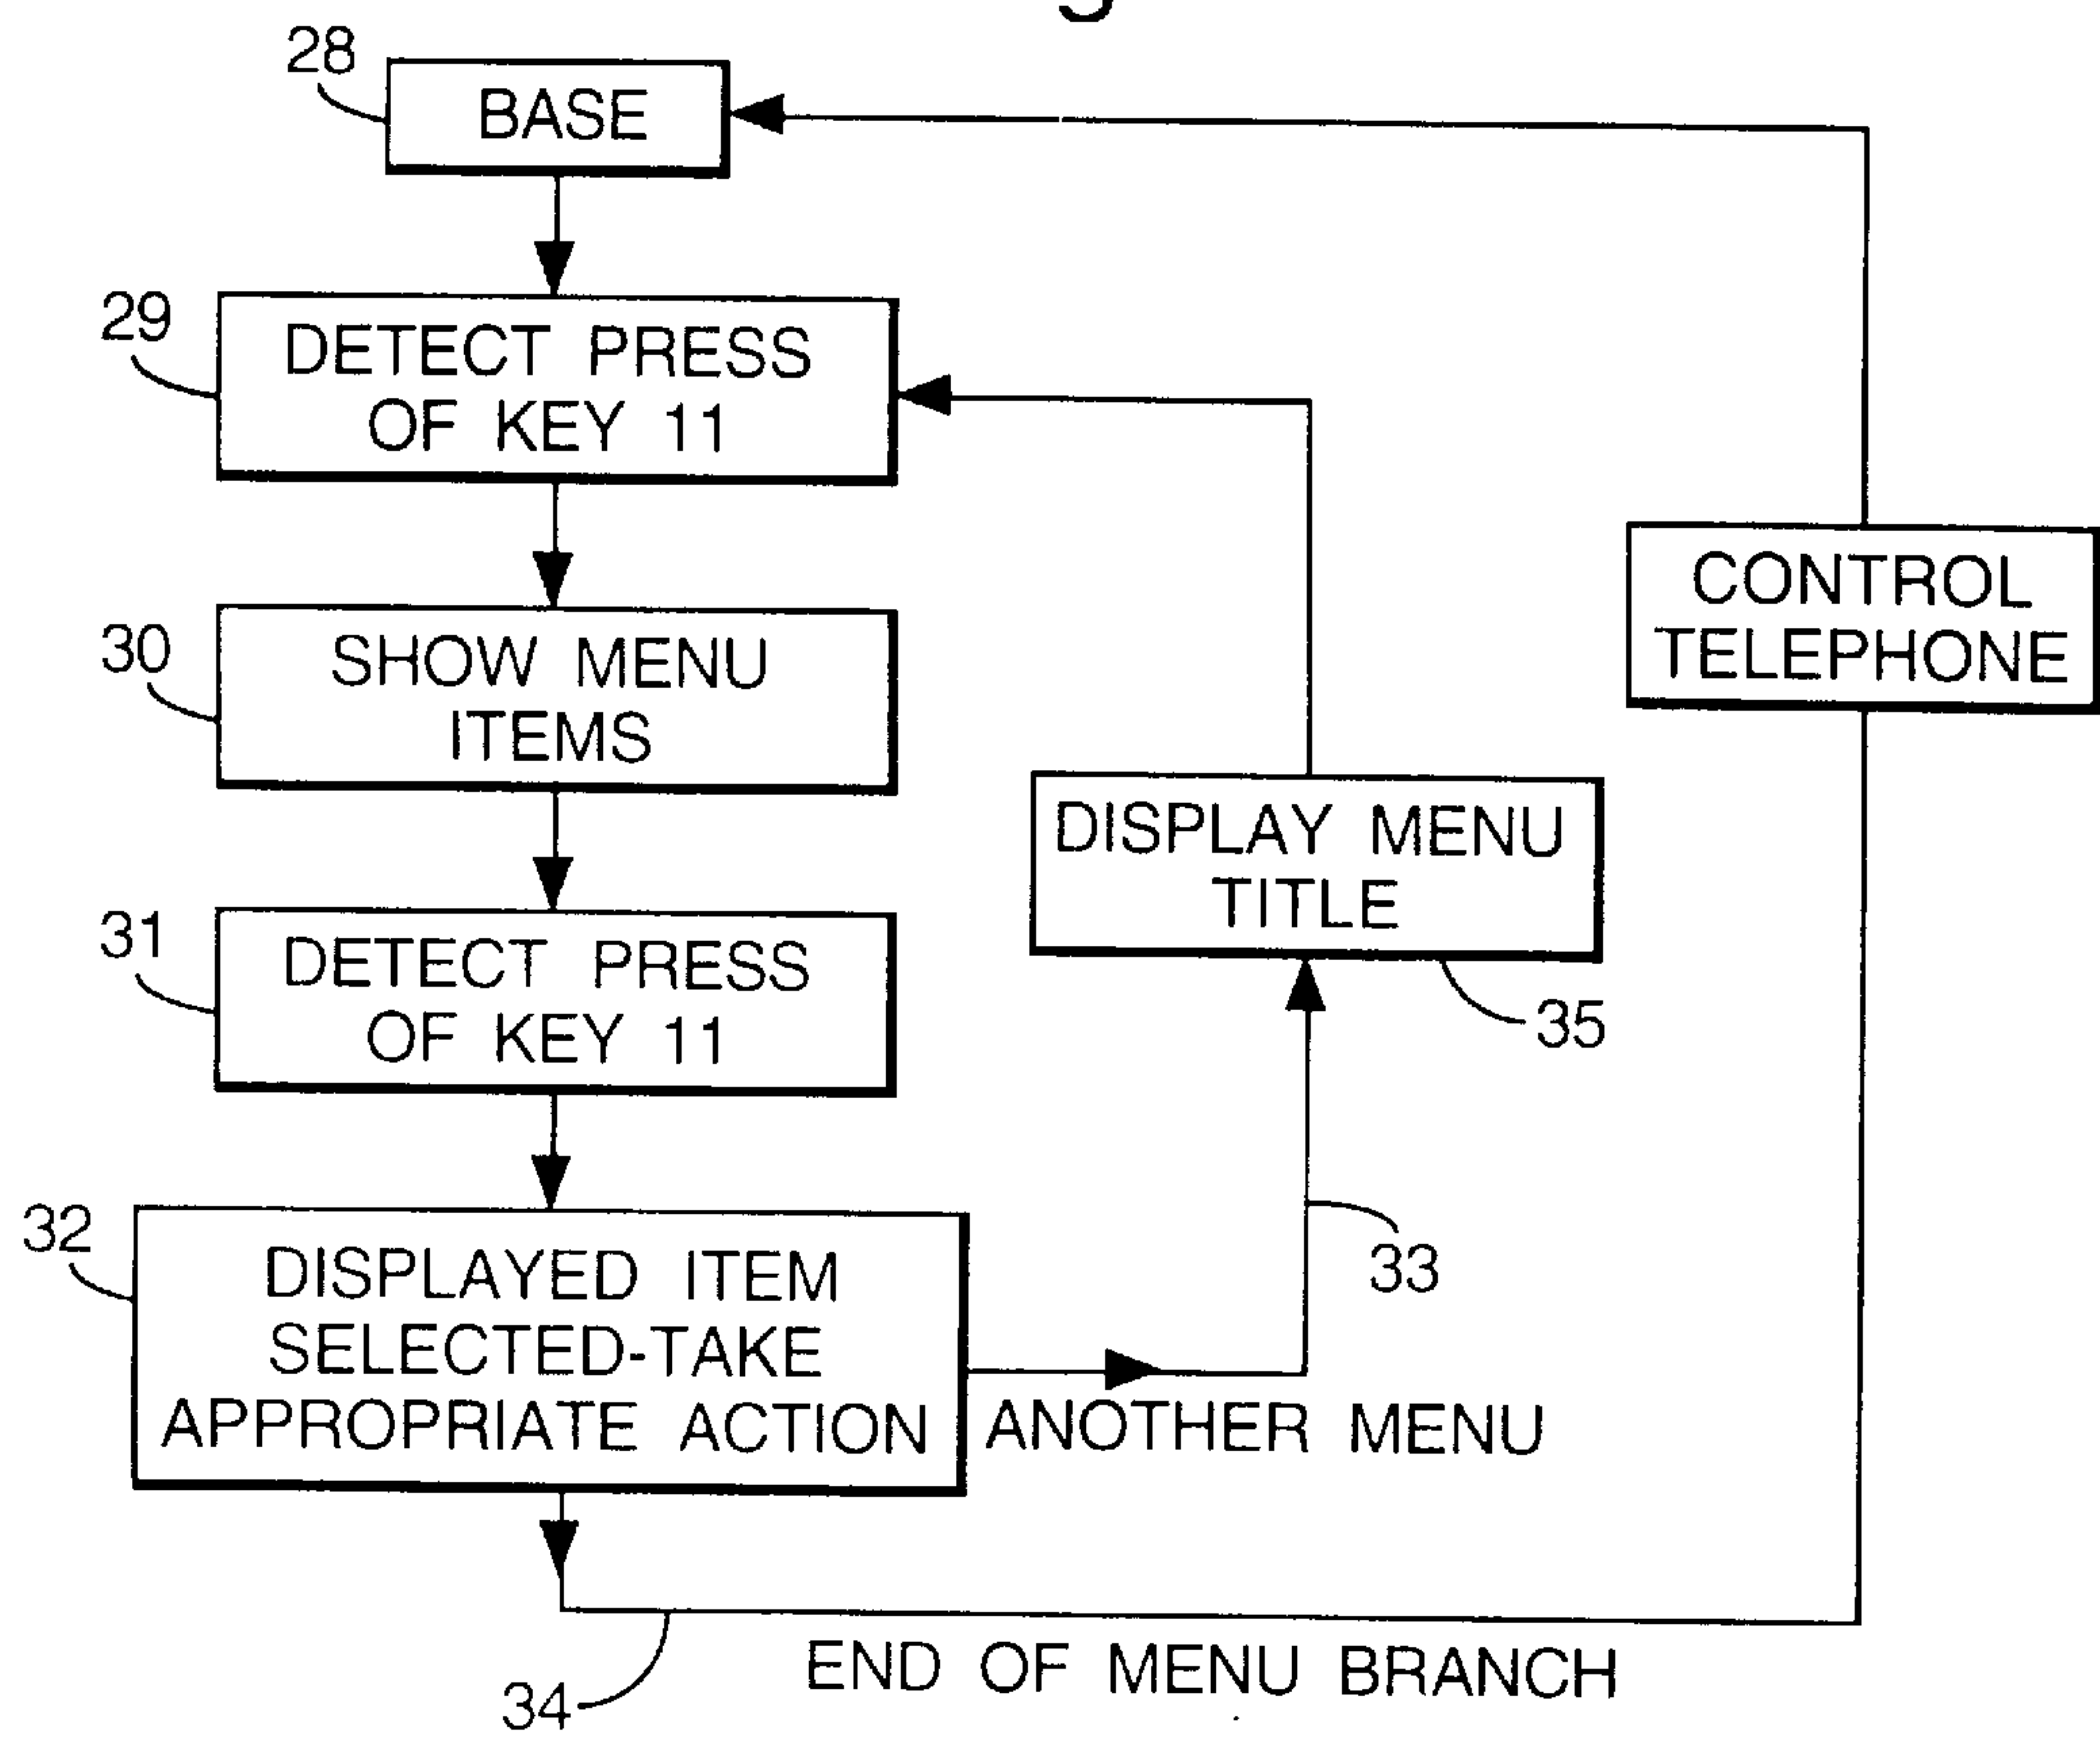 28
BASE
29
DETECT PRESS
OF KEY 11
30
SHOW MENU
ITEMS
CONTROL
TELEPHONE
DISPLAY MENU
TITLE
35
31
DETECT PRESS
OF KEY 11
32
DISPLAYED ITEM
SELECTED-TAKE
APPROPRIATE ACTION
33
ANOTHER MENU
END OF MENU BRANCH
34